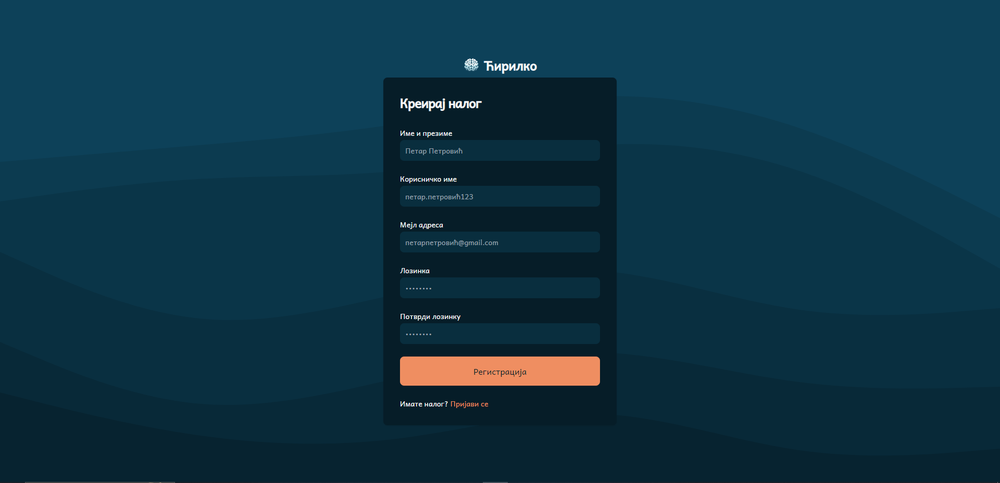 Ћирилко
Креирај налог
Име и презиме
Петар Петровић
Корисничко име
петар.петровић123
Мејл адреса
петарпетровић@gmail.com
Лозинка
••••••••
Потврди лозинку
••••••••
Регистрација
Имате налог? Пријави се